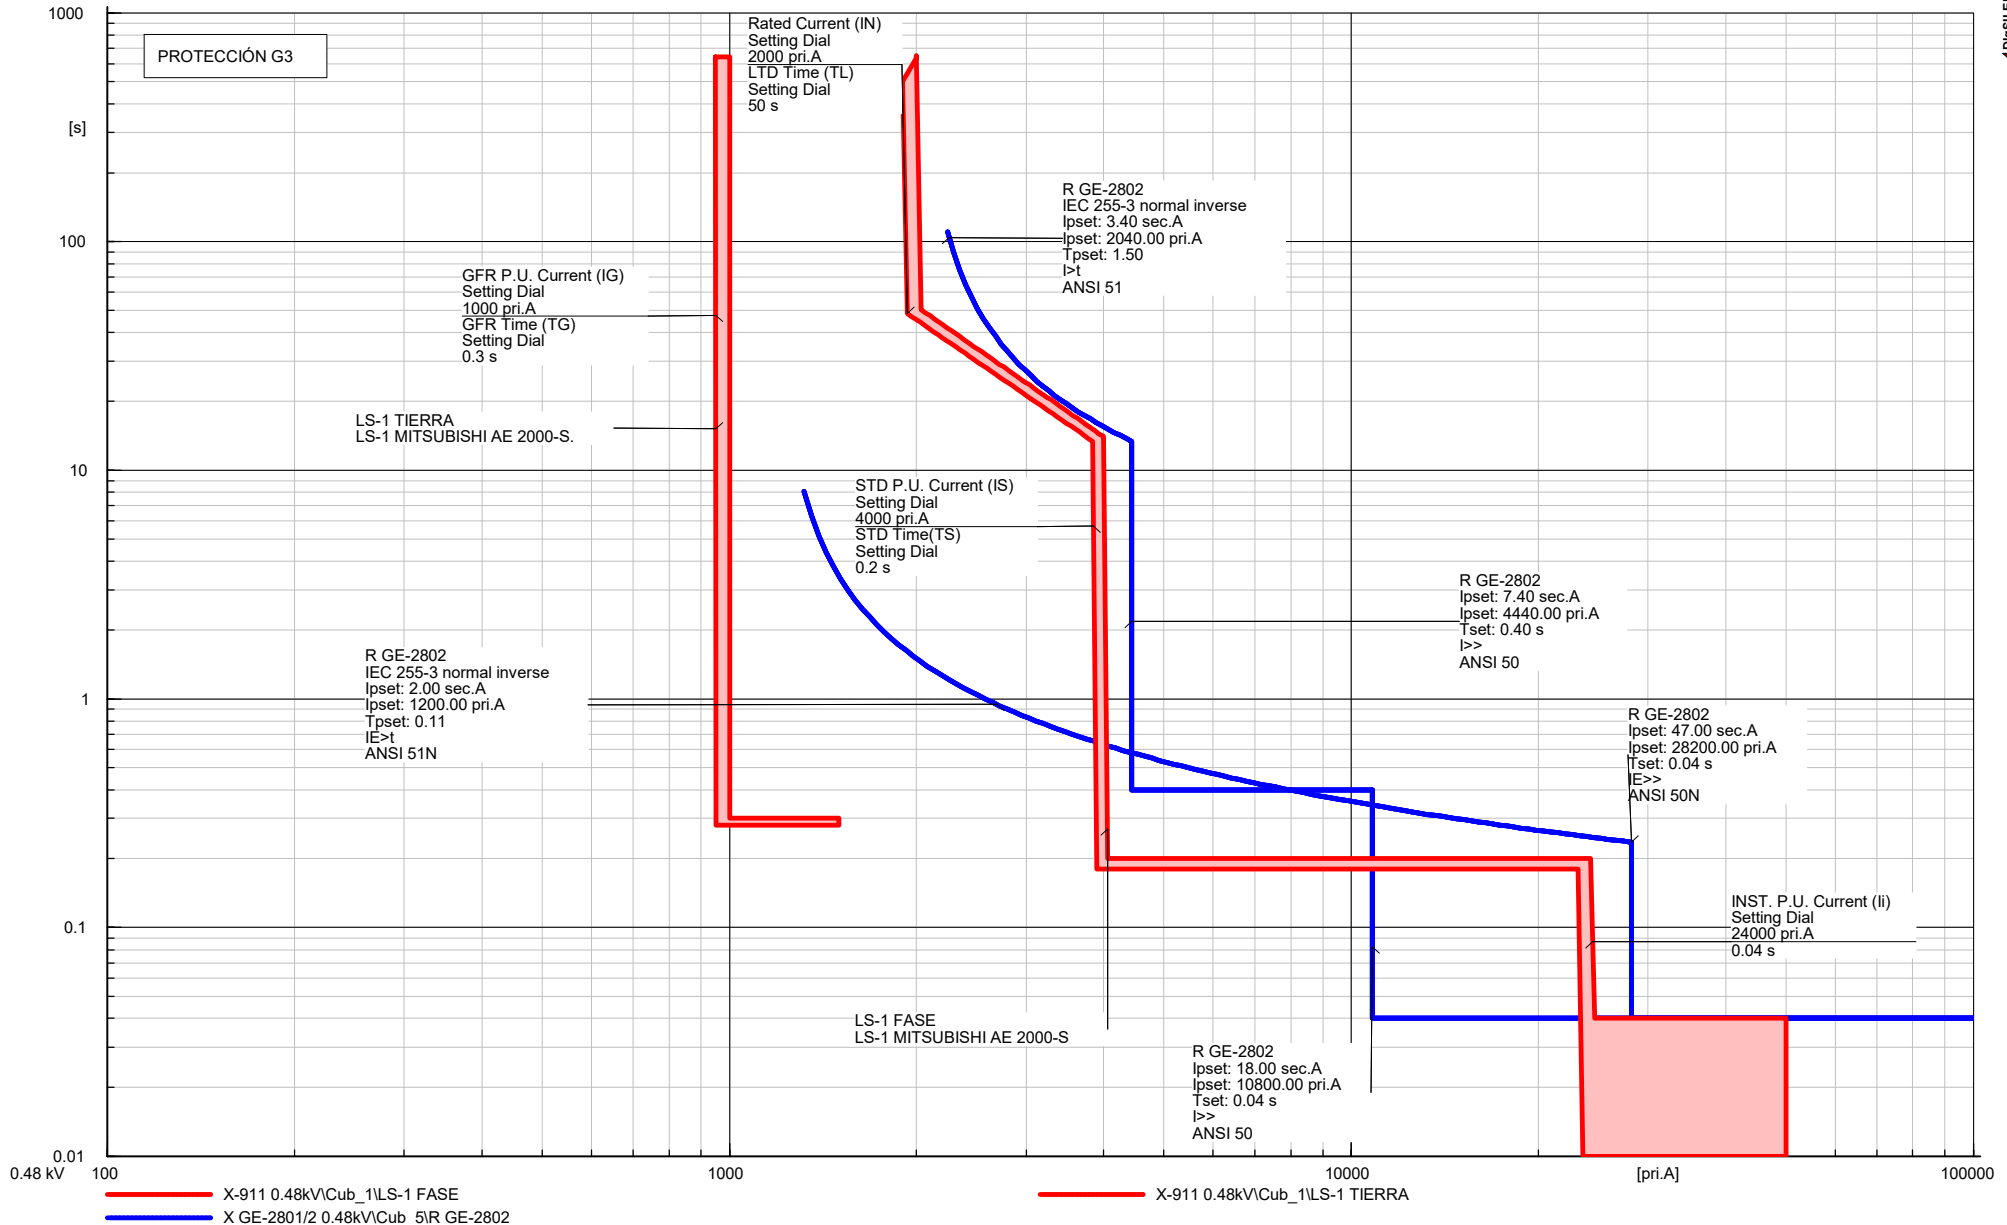 1000
PROTECCIÓN G3
[s]
Rated Current (IN)
Setting Dial
2000 pri.A
LTD Time (TL)
Setting Dial
50 s
R GE-2802
IEC 255-3 normal inverse
Ipset: 3.40 sec.A
Ipset: 2040.00 pri.A
Tpset: 1.50
I>t
ANSI 51
100
GFR P.U. Current (IG)
Setting Dial
1000 pri.A
GFR Time (TG)
Setting Dial
0.3 s
LS-1 TIERRA
LS-1 MITSUBISHI AE 2000-S.
10
STD P.U. Current (IS)
Setting Dial
4000 pri.A
STD Time(TS)
Setting Dial
0.2 s
R GE-2802
Ipset: 7.40 sec.A
Ipset: 4440.00 pri.A
Tset: 0.40 s
I>>
ANSI 50
R GE-2802
IEC 255-3 normal inverse
Ipset: 2.00 sec.A
Ipset: 1200.00 pri.A
Tpset: 0.11
IE>t
ANSI 51N
1
R GE-2802
Ipset: 47.00 sec.A
Ipset: 28200.00 pri.A
Tset: 0.04 s
IE>>
ANSI 50N
INST. P.U. Current (Ii)
Setting Dial
24000 pri.A
0.04 s
0.1
LS-1 FASE
LS-1 MITSUBISHI AE 2000-S
R GE-2802
Ipset: 18.00 sec.A
Ipset: 10800.00 pri.A
Tset: 0.04 s
I>>
ANSI 50
0.01
0.48 kV
100
1000
10000
[pri.A]
100000
X-911 0.48kV\Cub_1\LS-1 FASE
X-911 0.48kV\Cub_1\LS-1 TIERRA
X GE-2801/2 0.48kV\Cub 5\R GE-2802